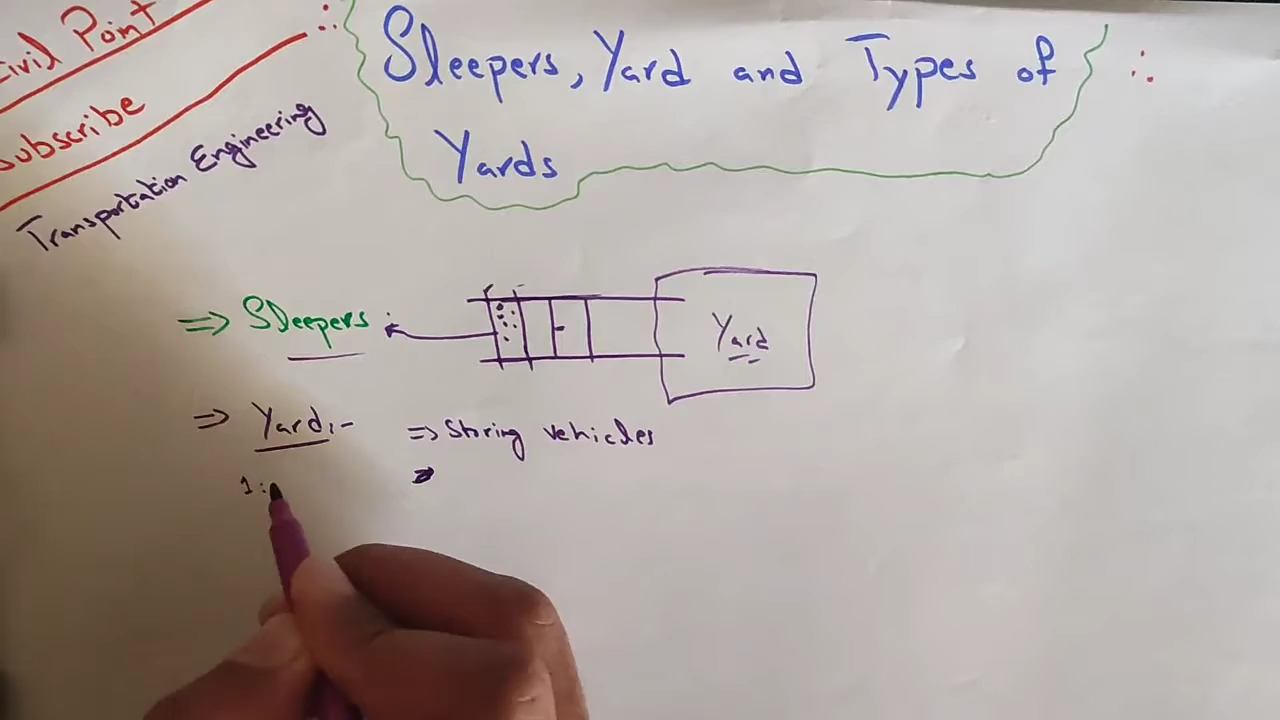 Civil Point
Subscribe
Transportation Engineering
Sleepers, Yard and Types of
Yards
⇒ Sleepers
Yard
⇒ Yard:-
⇒ Storing vehicles
1: